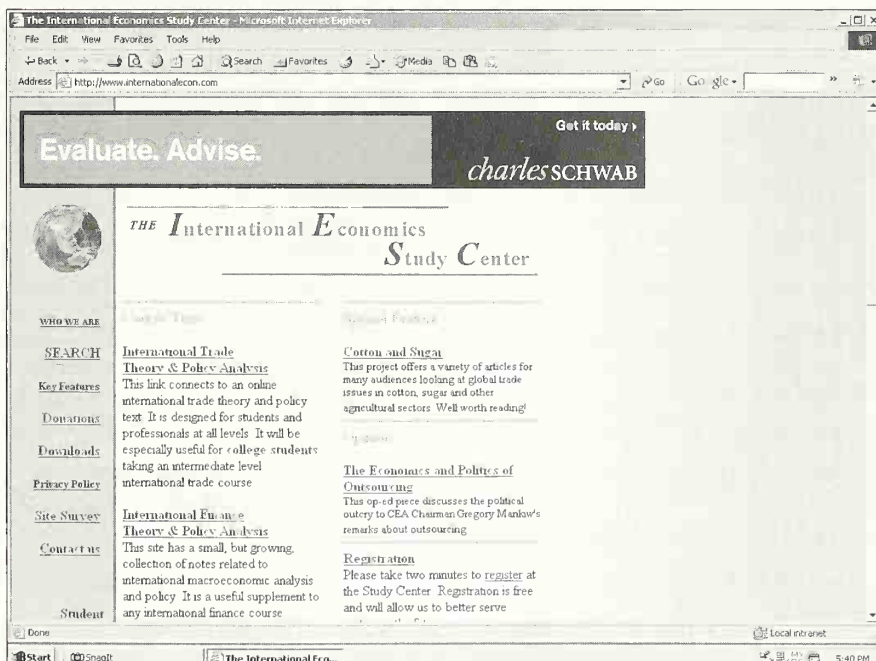 The International Economics Study Center - Microsoft Internet Explorer
File Edit View Favorites Tools Help
Back Search Favorites Media
Address http://www.internationalecon.com Go Google
Evaluate. Advise.
Get it today
charles SCHWAB
THE International Economics
Study Center
WHO WE ARE
SEARCH
Key Features
Donations
Downloads
Privacy Policy
Site Survey
Contact us
Student
International Trade
Theory & Policy Analysis
This link connects to an online
international trade theory and policy
text. It is designed for students and
professionals at all levels. It will be
especially useful for college students
taking an intermediate level
international trade course
International Finance
Theory & Policy Analysis
This site has a small, but growing,
collection of notes related to
international macroeconomic analysis
and policy. It is a useful supplement to
any international finance course
Cotton and Sugar
This project offers a variety of articles for
many audiences looking at global trade
issues in cotton, sugar and other
agricultural sectors. Well worth reading!
The Economics and Politics of
Outsourcing
This op-ed piece discusses the political
outcry to CEA Chairman Gregory Mankiw's
remarks about outsourcing
Registration
Please take two minutes to register at
the Study Center. Registration is free
and will allow us to better serve
Done
Local intranet
Start SnagIt The International Eco... 5:40 PM